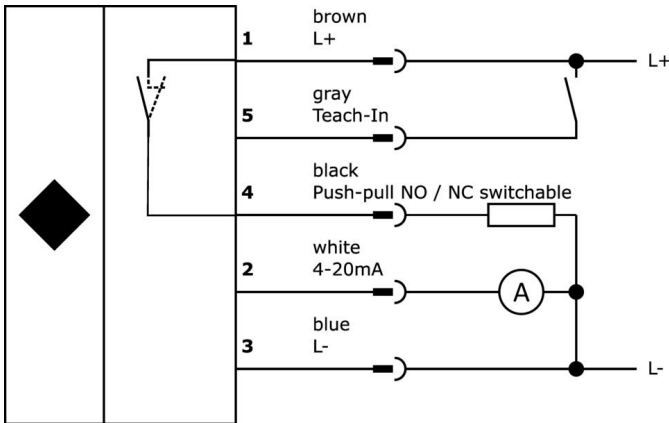 brown
1 L+ L+
gray
5 Teach-In
black
4 Push-pull NO / NC switchable
white
2 4-20mA
A
blue
3 L- L-